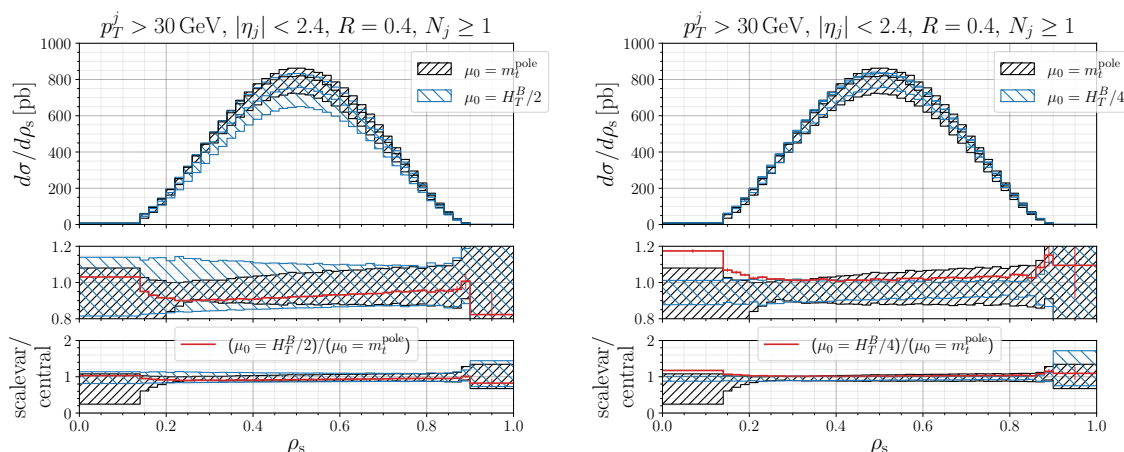 p_T^j > 30 GeV, |η_j| < 2.4, R = 0.4, N_j ≥ 1
1000
800
600
400
200
0
dσ/dρ_s [pb]
μ_0 = m_t^pole
μ_0 = H_T^B/2
1.2
1.0
0.8
(μ_0 = H_T^B/2)/(μ_0 = m_t^pole)
2
1
0
scalevar/
central
0.0 0.2 0.4 0.6 0.8 1.0
ρ_s
p_T^j > 30 GeV, |η_j| < 2.4, R = 0.4, N_j ≥ 1
1000
800
600
400
200
0
dσ/dρ_s [pb]
μ_0 = m_t^pole
μ_0 = H_T^B/4
1.2
1.0
0.8
(μ_0 = H_T^B/4)/(μ_0 = m_t^pole)
2
1
0
scalevar/
central
0.0 0.2 0.4 0.6 0.8 1.0
ρ_s